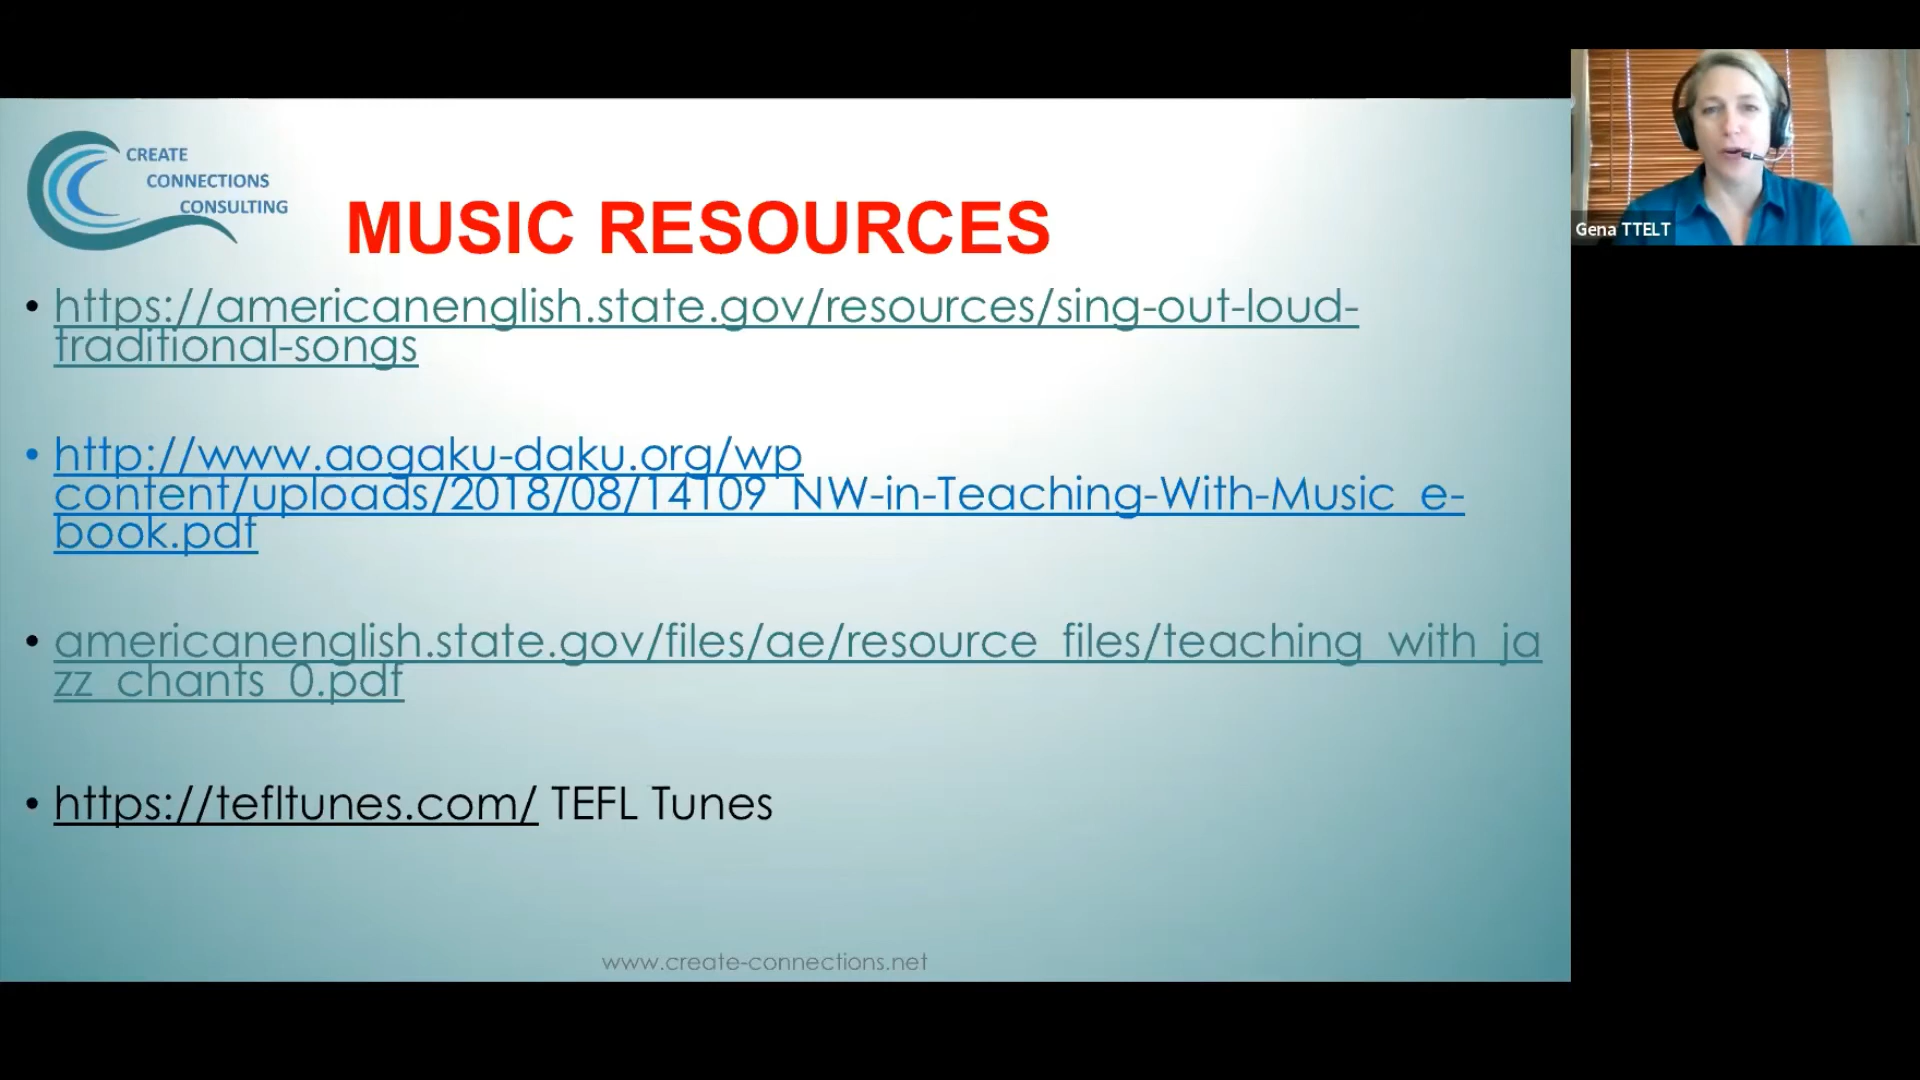 CREATE
CONNECTIONS
CONSULTING
MUSIC RESOURCES
• https://americanenglish.state.gov/resources/sing-out-loud-
traditional-songs
• http://www.aogaku-daku.org/wp
content/uploads/2018/08/14109_NW-in-Teaching-With-Music_e-
book.pdf
• americanenglish.state.gov/files/ae/resource_files/teaching_with_ja
zz_chants_0.pdf
• https://tefltunes.com/ TEFL Tunes
www.create-connections.net
Gena TTELT